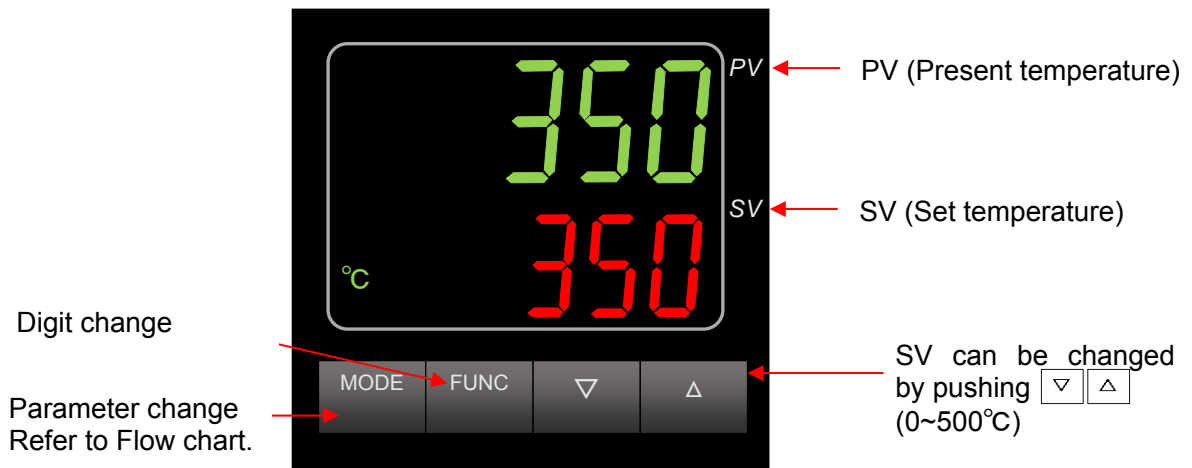 350
PV
PV (Present temperature)
SV
SV (Set temperature)
350
℃
Digit change
MODE
FUNC
▽
△
SV can be changed
by pushing ▽ △
(0~500℃)
Parameter change
Refer to Flow chart.